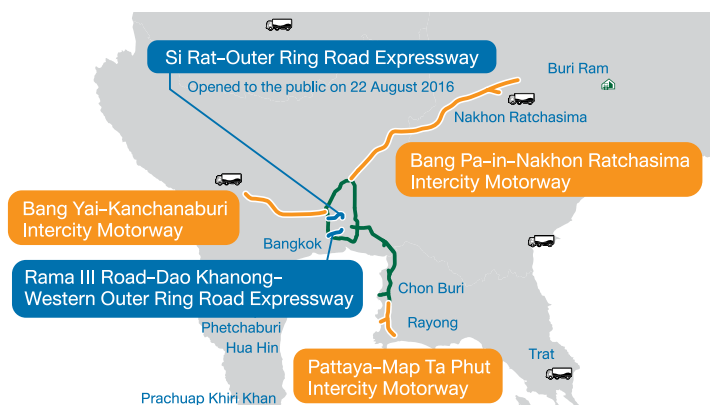 Si Rat–Outer Ring Road Expressway
Opened to the public on 22 August 2016
Buri Ram
Nakhon Ratchasima
Bang Pa-in-Nakhon Ratchasima
Intercity Motorway
Bang Yai–Kanchanaburi
Intercity Motorway
Bangkok
Rama III Road–Dao Khanong–
Western Outer Ring Road Expressway
Chon Buri
Phetchaburi
Rayong
Hua Hin
Trat
Pattaya–Map Ta Phut
Intercity Motorway
Prachuap Khiri Khan